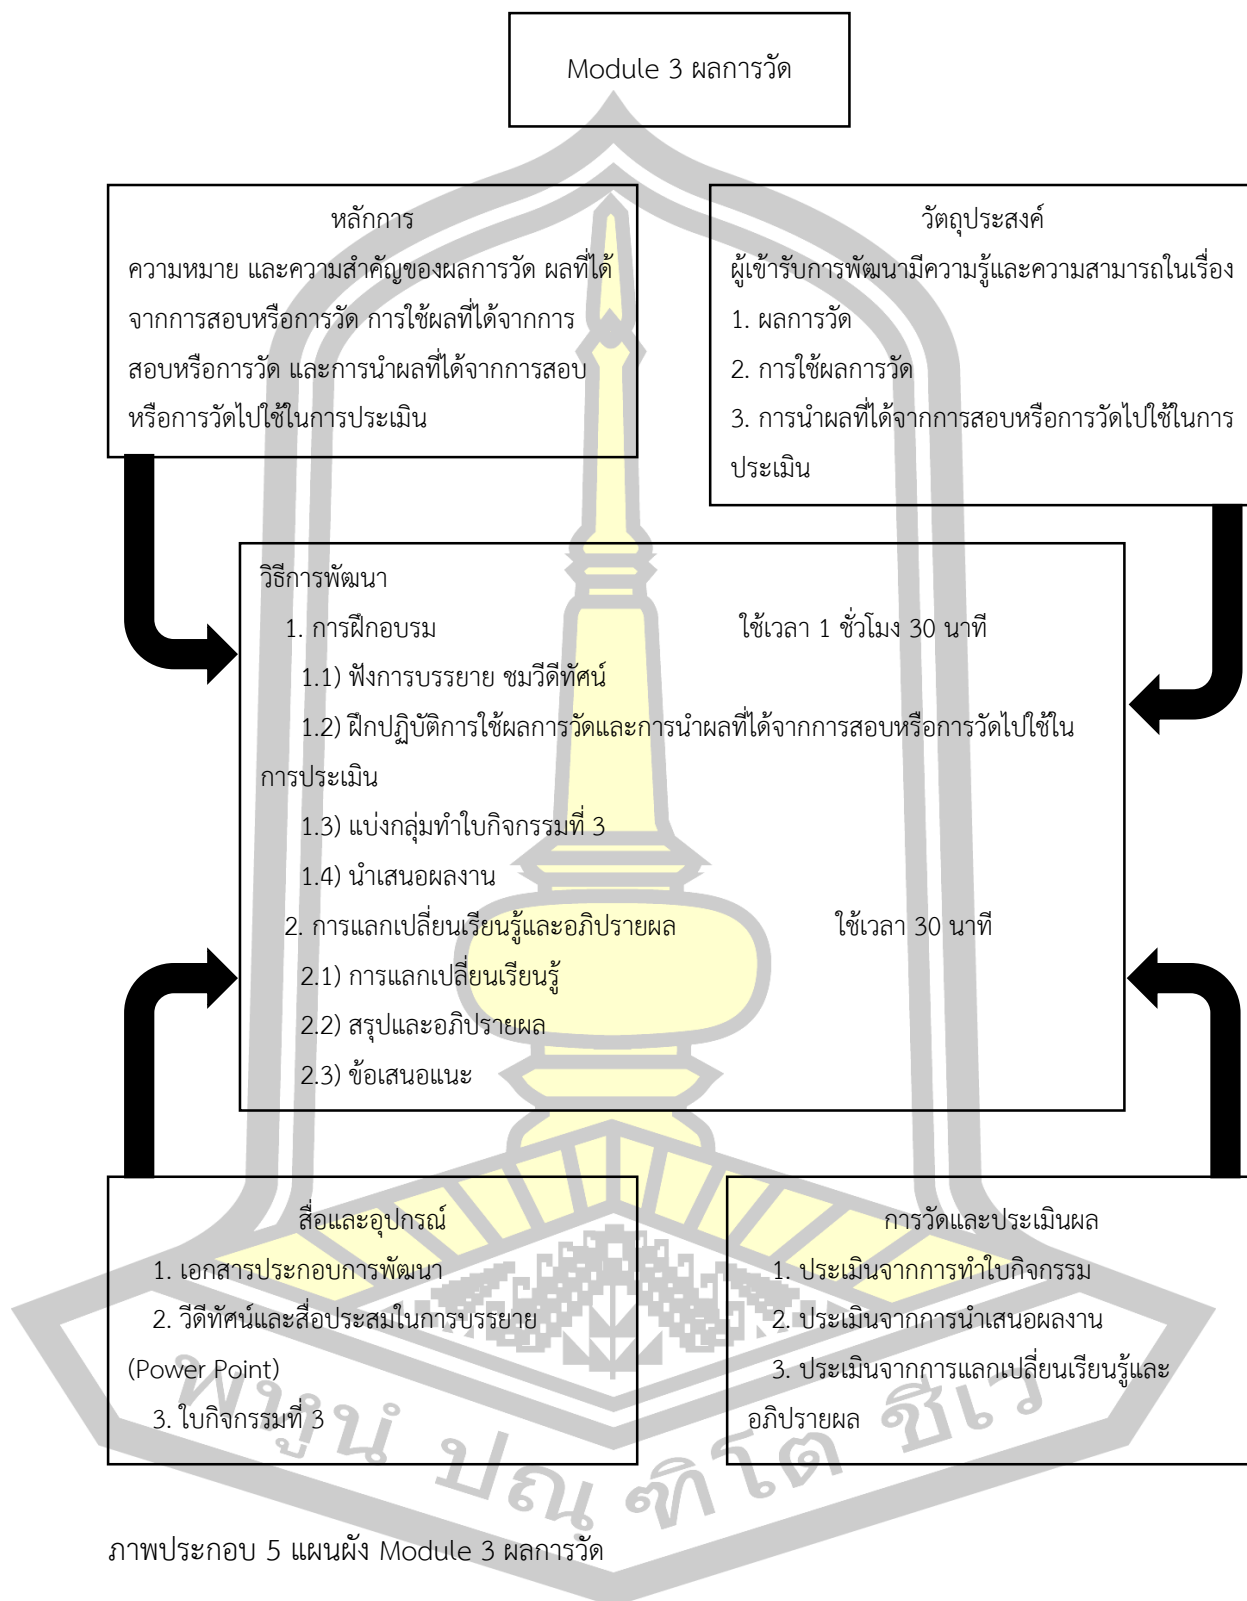 Module 3 ผลการวัด
หลักการ
ความหมาย และความสำคัญของผลการวัด ผลที่ได้
จากการสอบหรือการวัด การใช้ผลที่ได้จากการ
สอบหรือการวัด และการนำผลที่ได้จากการสอบ
หรือการวัดไปใช้ในการประเมิน
วัตถุประสงค์
ผู้เข้ารับการพัฒนามีความรู้และความสามารถในเรื่อง
1. ผลการวัด
2. การใช้ผลการวัด
3. การนำผลที่ได้จากการสอบหรือการวัดไปใช้ในการ
ประเมิน
วิธีการพัฒนา
1. การฝึกอบรม ใช้เวลา 1 ชั่วโมง 30 นาที
1.1) ฟังการบรรยาย ชมวีดีทัศน์
1.2) ฝึกปฏิบัติการใช้ผลการวัดและการนำผลที่ได้จากการสอบหรือการวัดไปใช้ใน
การประเมิน
1.3) แบ่งกลุ่มทำใบกิจกรรมที่ 3
1.4) นำเสนอผลงาน
2. การแลกเปลี่ยนเรียนรู้และอภิปรายผล ใช้เวลา 30 นาที
2.1) การแลกเปลี่ยนเรียนรู้
2.2) สรุปและอภิปรายผล
2.3) ข้อเสนอแนะ
สื่อและอุปกรณ์
1. เอกสารประกอบการพัฒนา
2. วีดีทัศน์และสื่อประสมในการบรรยาย
(Power Point)
3. ใบกิจกรรมที่ 3
การวัดและประเมินผล
1. ประเมินจากการทำใบกิจกรรม
2. ประเมินจากการนำเสนอผลงาน
3. ประเมินจากการแลกเปลี่ยนเรียนรู้และ
อภิปรายผล
พหูนํ ปณฺฑิโต ชีเว
ภาพประกอบ 5 แผนผัง Module 3 ผลการวัด